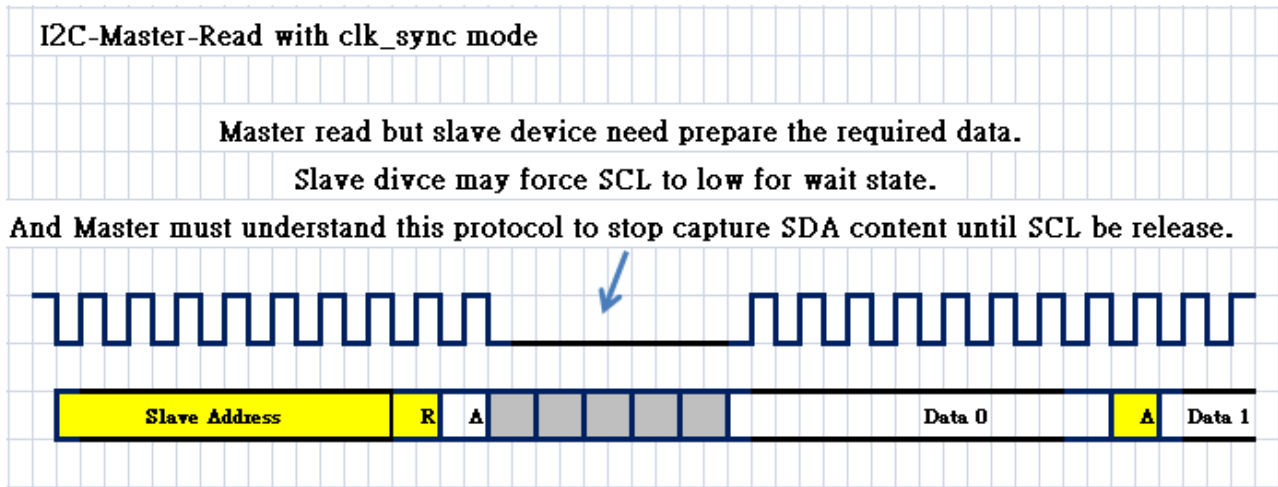 I2C-Master-Read with clk_sync mode
Master read but slave device need prepare the required data.
Slave divce may force SCL to low for wait state.
And Master must understand this protocol to stop capture SDA content until SCL be release.
Slave Address R A Data 0 A Data 1